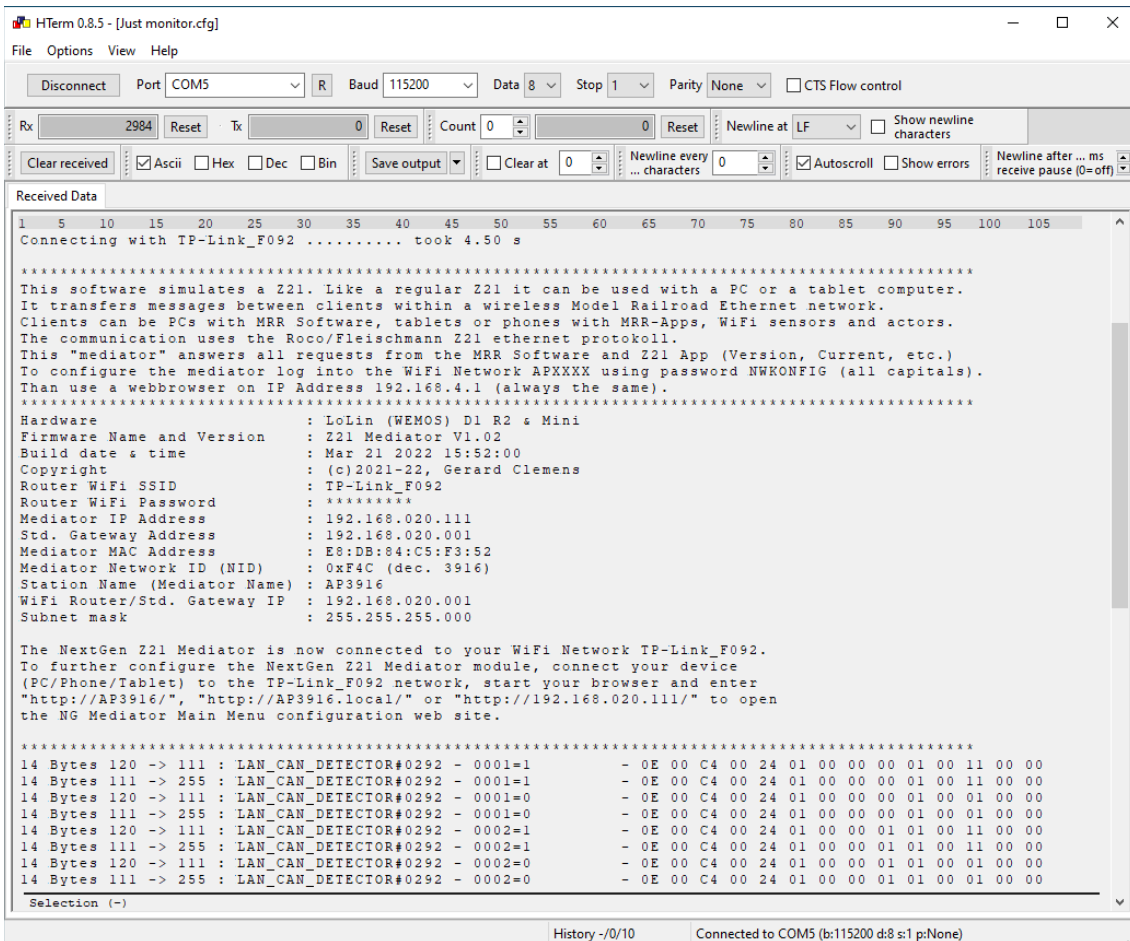 HTerm 0.8.5 - [Just monitor.cfg]
File Options View Help
Disconnect Port COM5 R Baud 115200 Data 8 Stop 1 Parity None CTS Flow control
Rx 2984 Reset Tx 0 Reset Count 0 0 Reset Newline at LF Show newline characters
Clear received Ascii Hex Dec Bin Save output Clear at 0 Newline every ... characters 0 Autoscroll Show errors Newline after ... ms receive pause (0=off)
Received Data
1 5 10 15 20 25 30 35 40 45 50 55 60 65 70 75 80 85 90 95 100 105
Connecting with TP-Link_F092 .......... took 4.50 s
*************************************************************************************************
This software simulates a Z21. Like a regular Z21 it can be used with a PC or a tablet computer.
It transfers messages between clients within a wireless Model Railroad Ethernet network.
Clients can be PCs with MRR Software, tablets or phones with MRR-Apps, WiFi sensors and actors.
The communication uses the Roco/Fleischmann Z21 ethernet protokoll.
This "mediator" answers all requests from the MRR Software and Z21 App (Version, Current, etc.)
To configure the mediator log into the WiFi Network APXXXX using password NWKONFIG (all capitals).
Than use a webbrowser on IP Address 192.168.4.1 (always the same).
*************************************************************************************************
Hardware : LoLin (WEMOS) D1 R2 & Mini
Firmware Name and Version : Z21 Mediator V1.02
Build date & time : Mar 21 2022 15:52:00
Copyright : (c)2021-22, Gerard Clemens
Router WiFi SSID : TP-Link_F092
Router WiFi Password : *********
Mediator IP Address : 192.168.020.111
Std. Gateway Address : 192.168.020.001
Mediator MAC Address : E8:DB:84:C5:F3:52
Mediator Network ID (NID) : 0xF4C (dec. 3916)
Station Name (Mediator Name) : AP3916
WiFi Router/Std. Gateway IP : 192.168.020.001
Subnet mask : 255.255.255.000
The NextGen Z21 Mediator is now connected to your WiFi Network TP-Link_F092.
To further configure the NextGen Z21 Mediator module, connect your device
(PC/Phone/Tablet) to the TP-Link_F092 network, start your browser and enter
"http://AP3916/", "http://AP3916.local/" or "http://192.168.020.111/" to open
the NG Mediator Main Menu configuration web site.
*************************************************************************************************
14 Bytes 120 -> 111 : LAN_CAN_DETECTOR#0292 - 0001=1 - 0E 00 C4 00 24 01 00 00 00 01 00 11 00 00
14 Bytes 111 -> 255 : LAN_CAN_DETECTOR#0292 - 0001=1 - 0E 00 C4 00 24 01 00 00 00 01 00 11 00 00
14 Bytes 120 -> 111 : LAN_CAN_DETECTOR#0292 - 0001=0 - 0E 00 C4 00 24 01 00 00 00 01 00 01 00 00
14 Bytes 111 -> 255 : LAN_CAN_DETECTOR#0292 - 0001=0 - 0E 00 C4 00 24 01 00 00 00 01 00 01 00 00
14 Bytes 120 -> 111 : LAN_CAN_DETECTOR#0292 - 0002=1 - 0E 00 C4 00 24 01 00 00 01 01 00 11 00 00
14 Bytes 111 -> 255 : LAN_CAN_DETECTOR#0292 - 0002=1 - 0E 00 C4 00 24 01 00 00 01 01 00 11 00 00
14 Bytes 120 -> 111 : LAN_CAN_DETECTOR#0292 - 0002=0 - 0E 00 C4 00 24 01 00 00 01 01 00 01 00 00
14 Bytes 111 -> 255 : LAN_CAN_DETECTOR#0292 - 0002=0 - 0E 00 C4 00 24 01 00 00 01 01 00 01 00 00
Selection (-)
History -/0/10 Connected to COM5 (b:115200 d:8 s:1 p:None)